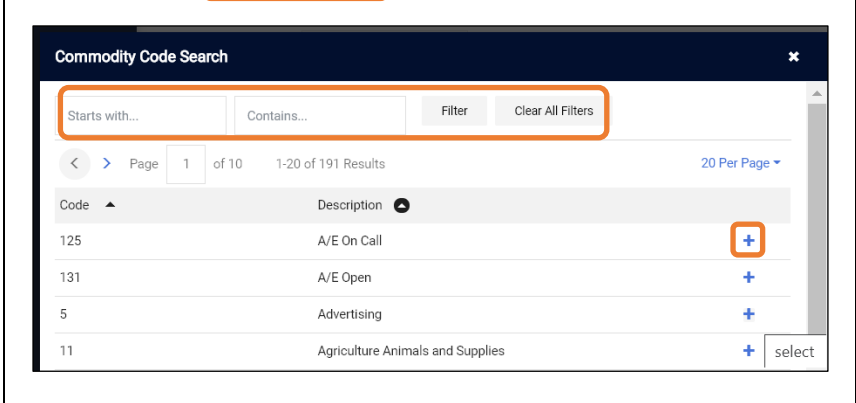 Commodity Code Search ×
Starts with... Contains... Filter Clear All Filters
< > Page 1 of 10 1-20 of 191 Results 20 Per Page
Code Description
125 A/E On Call +
131 A/E Open +
5 Advertising +
11 Agriculture Animals and Supplies +
select